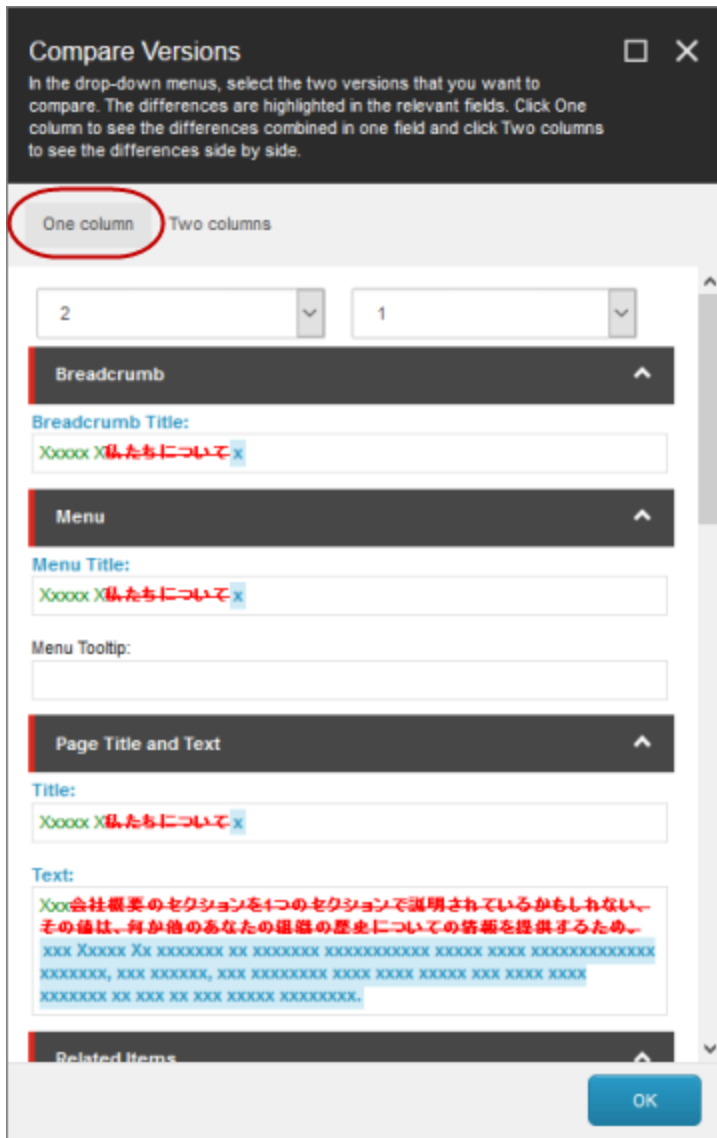 Compare Versions
In the drop-down menus, select the two versions that you want to
compare. The differences are highlighted in the relevant fields. Click One
column to see the differences combined in one field and click Two columns
to see the differences side by side.
One column Two columns
2 1
Breadcrumb
Breadcrumb Title:
Xxxxx X私たちについて x
Menu
Menu Title:
Xxxxx X私たちについて x
Menu Tooltip:
Page Title and Text
Title:
Xxxxx X私たちについて x
Text:
Xxx会社概要のセクションを1つのセクションで説明されているかもしれない、
その値は、何か他のあなたの組織の歴史についての情報を提供するため。
xxx Xxxxx Xx xxxxxxx xx xxxxxxx xxxxxxxxxxx xxxxx xxxx xxxxxxxxxxxxx
xxxxxxx, xxx xxxxxx, xxx xxxxxxxx xxxx xxxx xxxxx xxx xxxx xxxx
xxxxxxx xx xxx xx xxx xxxxx xxxxxxxx.
Related Items
OK